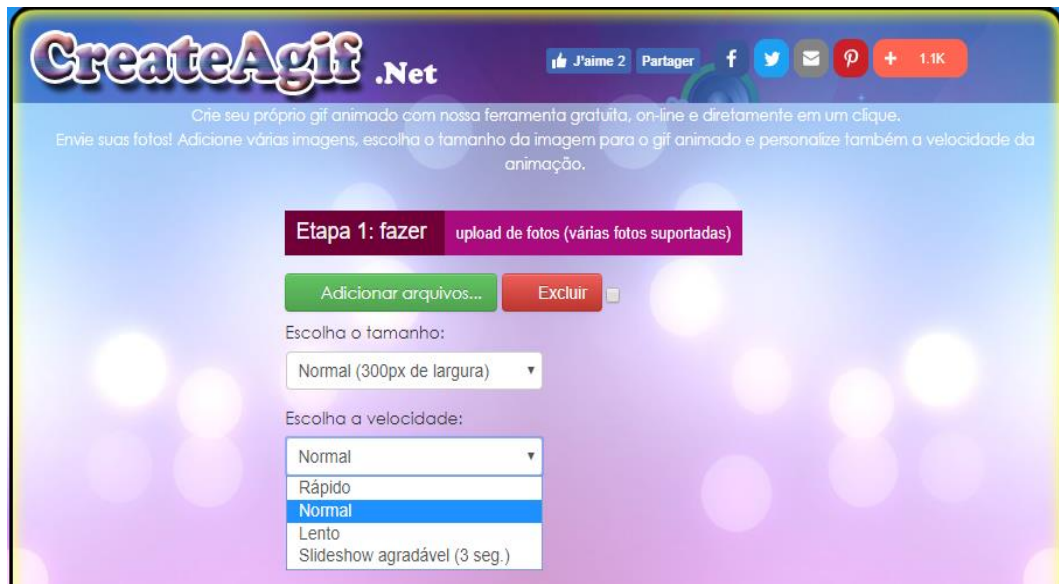 CreateAgif .Net
J'aime 2 Partager + 1.1K
Crie seu próprio gif animado com nossa ferramenta gratuita, on-line e diretamente em um clique.
Envie suas fotos! Adicione várias imagens, escolha o tamanho da imagem para o gif animado e personalize também a velocidade da
animação.
Etapa 1: fazer upload de fotos (várias fotos suportadas)
Adicionar arquivos... Excluir
Escolha o tamanho:
Normal (300px de largura)
Escolha a velocidade:
Normal
Rápido
Normal
Lento
Slideshow agradável (3 seg.)